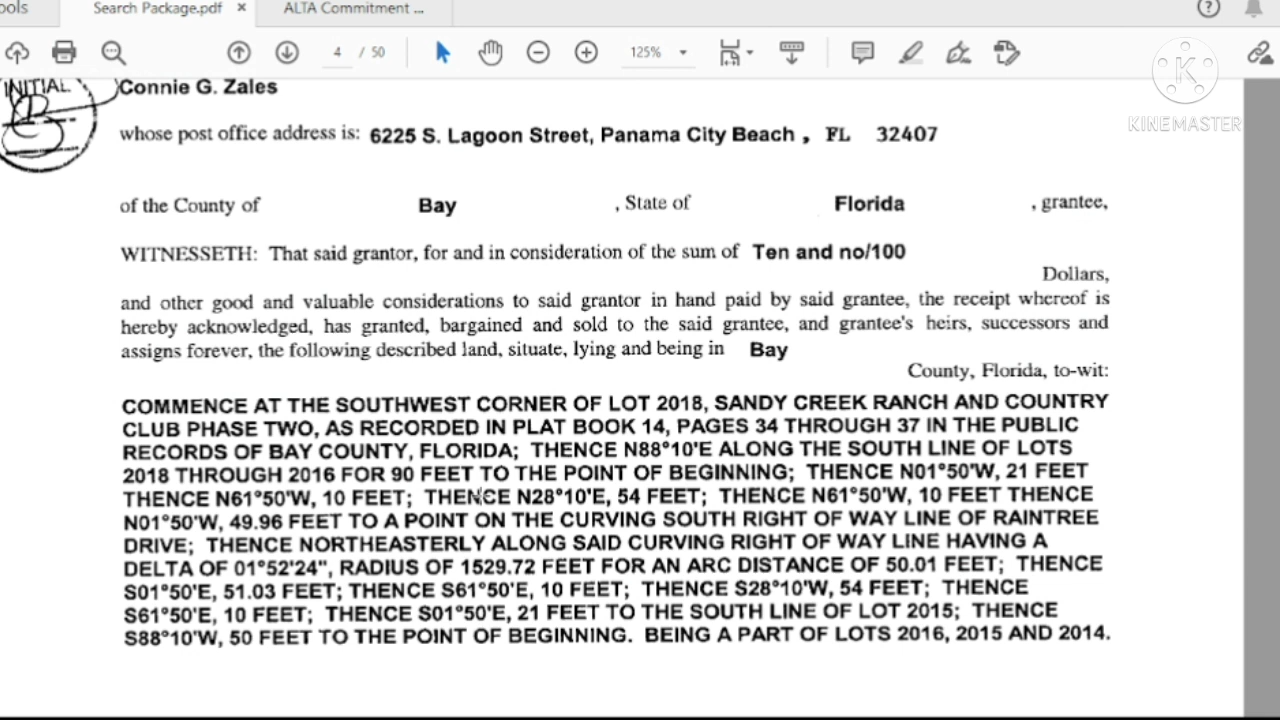 ools Search Package.pdf × ALTA Commitment ...
4 / 50 125%
INITIAL
Connie G. Zales
K
KINEMASTER
whose post office address is: 6225 S. Lagoon Street, Panama City Beach , FL 32407
of the County of Bay , State of Florida , grantee,
WITNESSETH: That said grantor, for and in consideration of the sum of Ten and no/100
Dollars,
and other good and valuable considerations to said grantor in hand paid by said grantee, the receipt whereof is
hereby acknowledged, has granted, bargained and sold to the said grantee, and grantee's heirs, successors and
assigns forever, the following described land, situate, lying and being in Bay
County, Florida, to-wit:
COMMENCE AT THE SOUTHWEST CORNER OF LOT 2018, SANDY CREEK RANCH AND COUNTRY
CLUB PHASE TWO, AS RECORDED IN PLAT BOOK 14, PAGES 34 THROUGH 37 IN THE PUBLIC
RECORDS OF BAY COUNTY, FLORIDA; THENCE N88°10'E ALONG THE SOUTH LINE OF LOTS
2018 THROUGH 2016 FOR 90 FEET TO THE POINT OF BEGINNING; THENCE N01°50'W, 21 FEET
THENCE N61°50'W, 10 FEET; THENCE N28°10'E, 54 FEET; THENCE N61°50'W, 10 FEET THENCE
N01°50'W, 49.96 FEET TO A POINT ON THE CURVING SOUTH RIGHT OF WAY LINE OF RAINTREE
DRIVE; THENCE NORTHEASTERLY ALONG SAID CURVING RIGHT OF WAY LINE HAVING A
DELTA OF 01°52'24", RADIUS OF 1529.72 FEET FOR AN ARC DISTANCE OF 50.01 FEET; THENCE
S01°50'E, 51.03 FEET; THENCE S61°50'E, 10 FEET; THENCE S28°10'W, 54 FEET; THENCE
S61°50'E, 10 FEET; THENCE S01°50'E, 21 FEET TO THE SOUTH LINE OF LOT 2015; THENCE
S88°10'W, 50 FEET TO THE POINT OF BEGINNING. BEING A PART OF LOTS 2016, 2015 AND 2014.